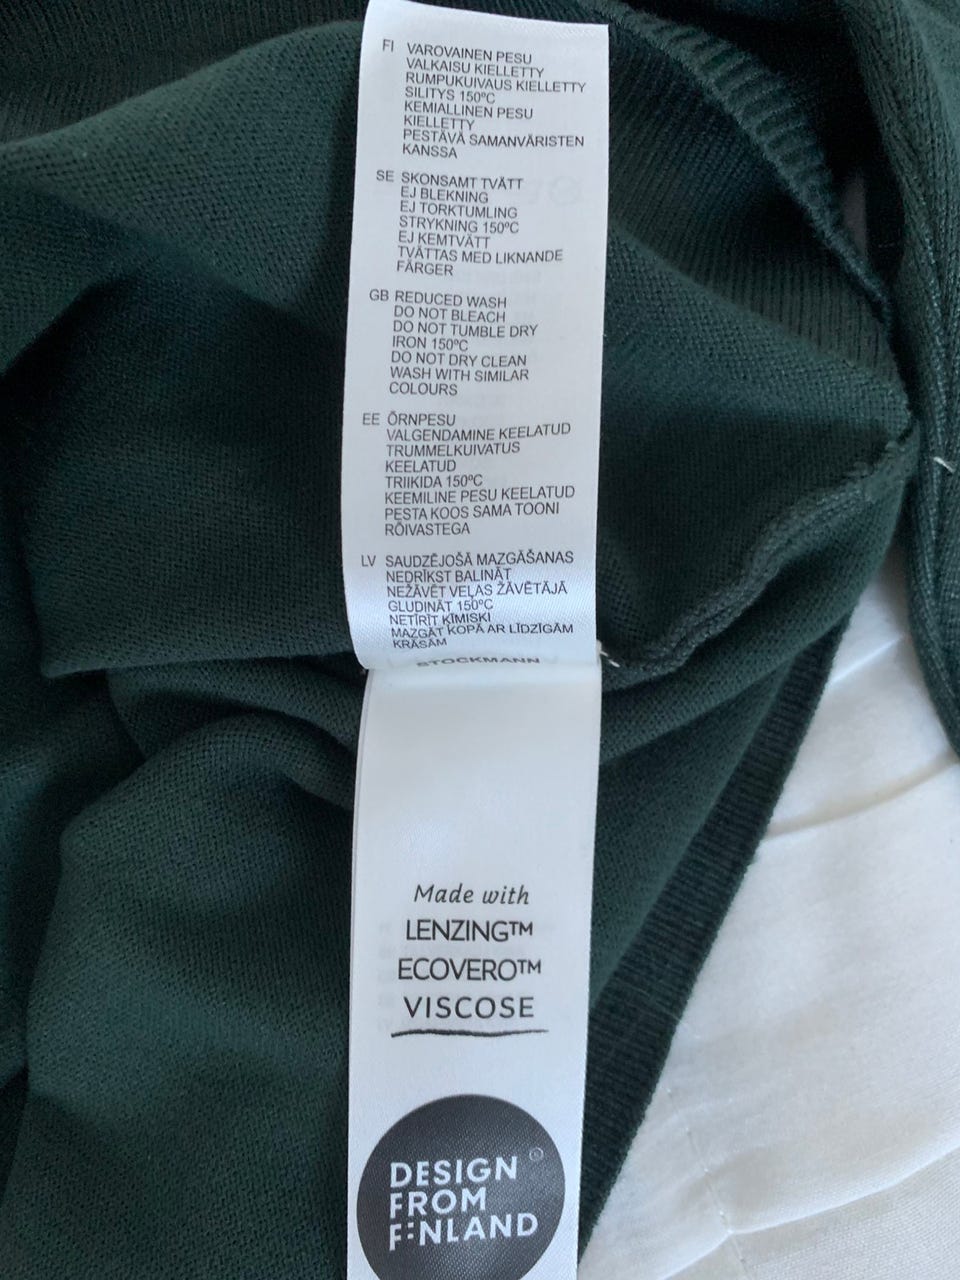 FI VAROVAINEN PESU
VALKAISU KIELLETTY
RUMPUKUIVAUS KIELLETTY
SILITYS 150ºC
KEMIALLINEN PESU
KIELLETTY
PESTÄVÄ SAMANVÄRISTEN
KANSSA
SE SKONSAMT TVÄTT
EJ BLEKNING
EJ TORKTUMLING
STRYKNING 150ºC
EJ KEMTVÄTT
TVÄTTAS MED LIKNANDE
FÄRGER
GB REDUCED WASH
DO NOT BLEACH
DO NOT TUMBLE DRY
IRON 150ºC
DO NOT DRY CLEAN
WASH WITH SIMILAR
COLOURS
EE ÕRNPESU
VALGENDAMINE KEELATUD
TRUMMELKUIVATUS
KEELATUD
TRIIKIDA 150ºC
KEEMILINE PESU KEELATUD
PESTA KOOS SAMA TOONI
RÕIVASTEGA
LV SAUDZĒJOŠĀ MAZGĀŠANAS
NEDRĪKST BALINĀT
NEŽĀVĒT VEĻAS ŽĀVĒTĀJĀ
GLUDINĀT 150ºC
NETĪRĪT ĶĪMISKI
MAZGĀT KOPĀ AR LĪDZĪGĀM
KRĀSĀM
STOCKMANN
Made with
LENZING™
ECOVERO™
VISCOSE
DESIGN
FROM
FINLAND